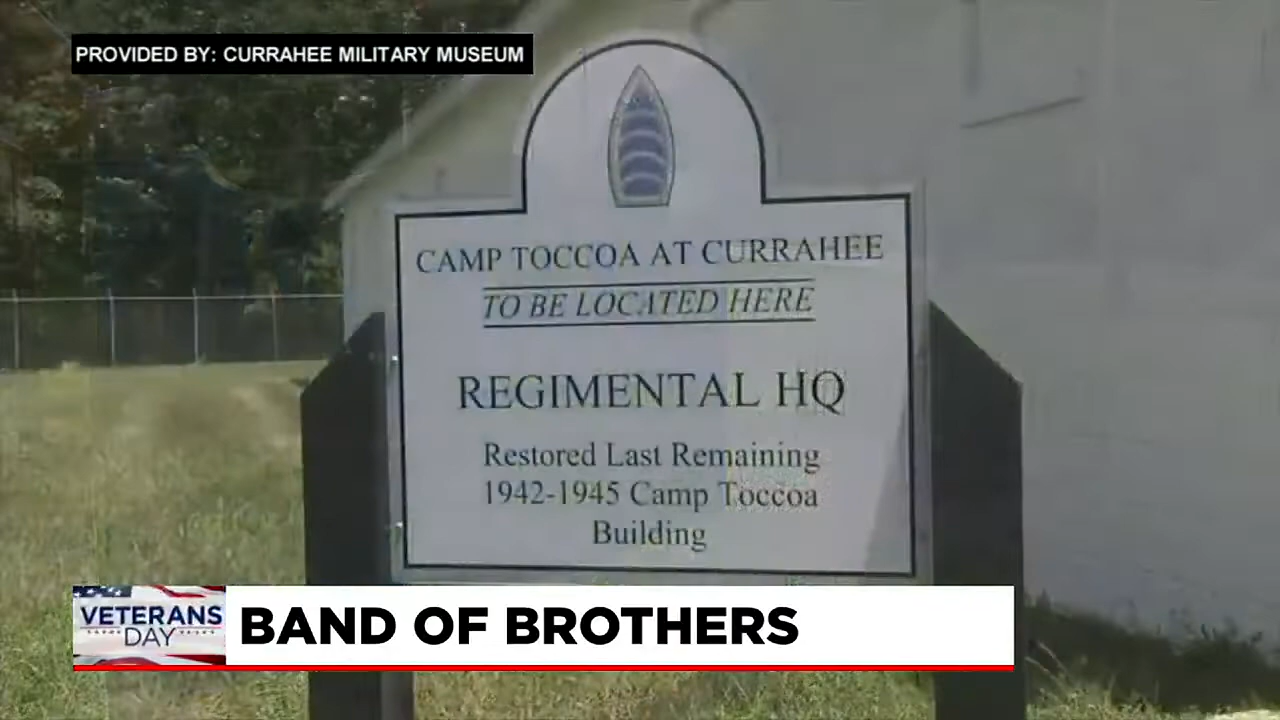 PROVIDED BY: CURRAHEE MILITARY MUSEUM
CAMP TOCCOA AT CURRAHEE
TO BE LOCATED HERE
REGIMENTAL HQ
Restored Last Remaining
1942-1945 Camp Toccoa
Building
VETERANS
DAY
BAND OF BROTHERS